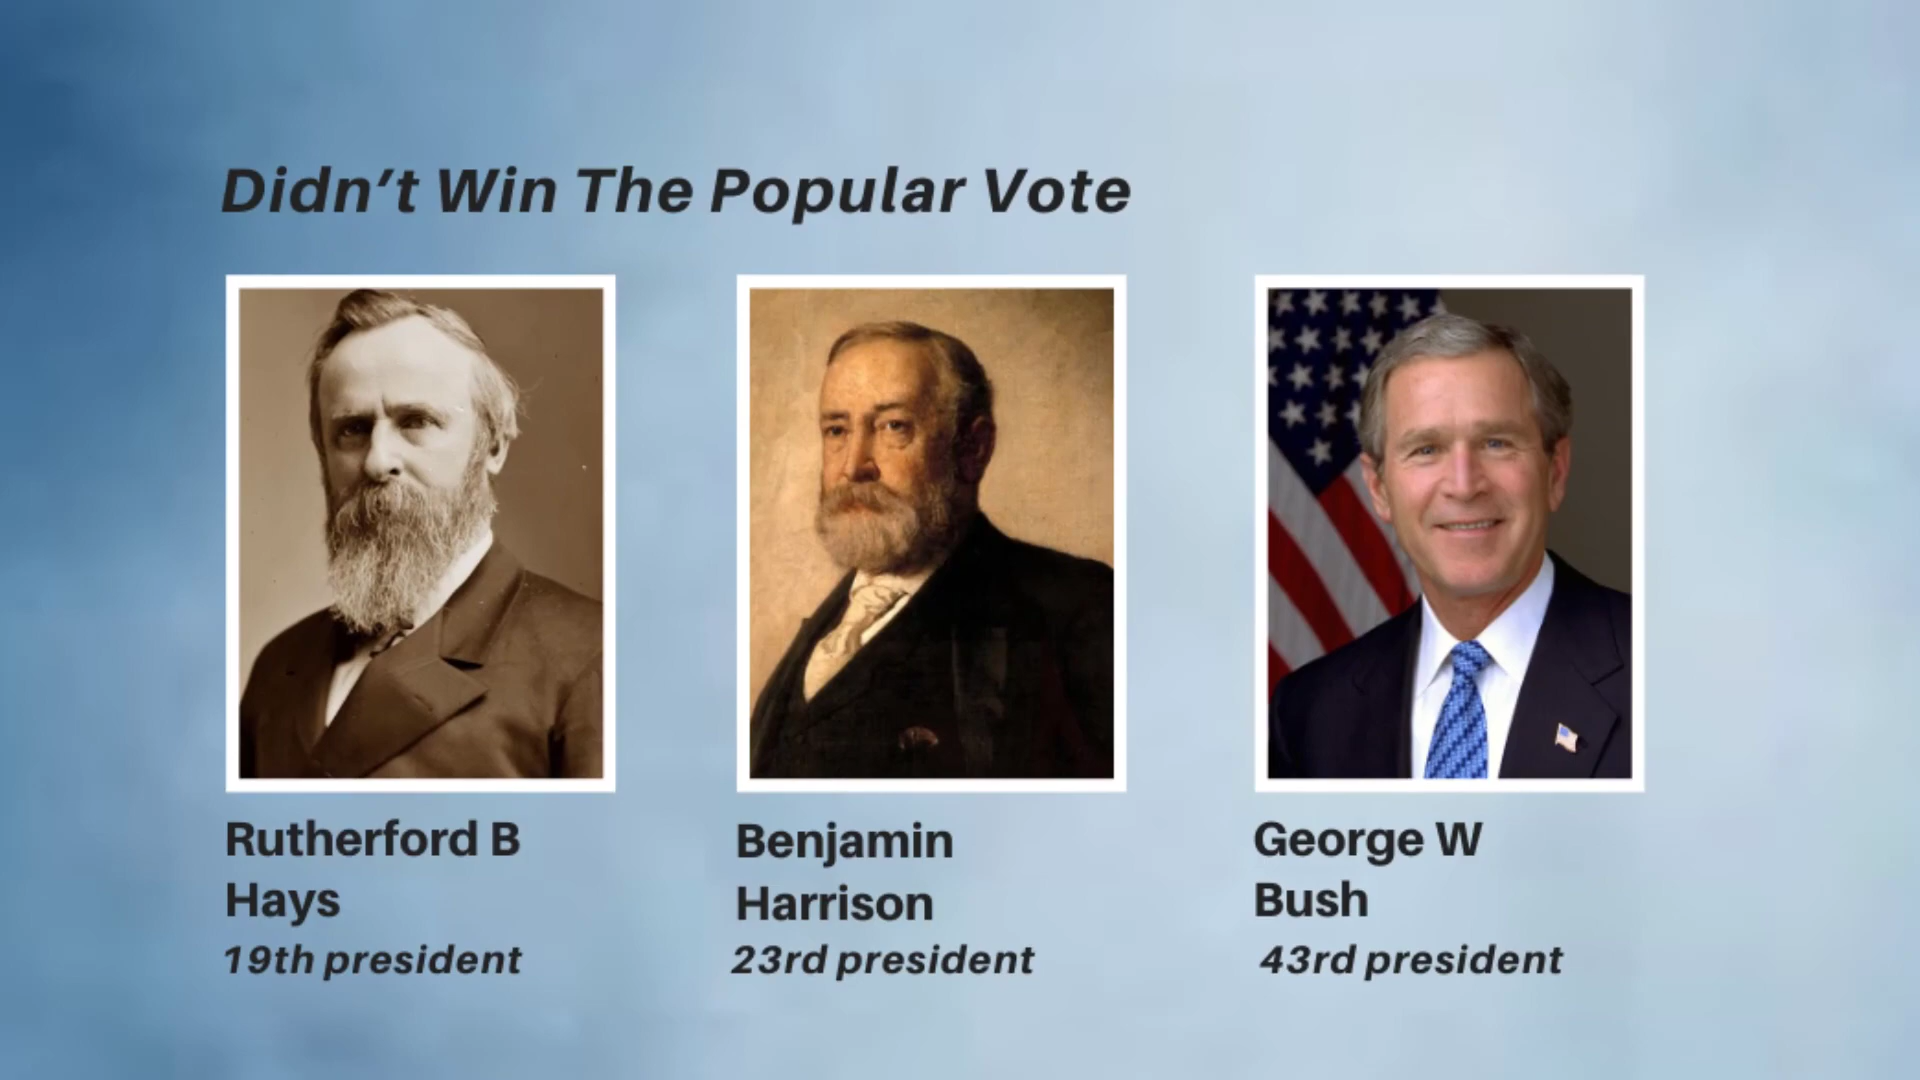 Didn't Win The Popular Vote
Rutherford B
Hays
19th president
Benjamin
Harrison
23rd president
George W
Bush
43rd president